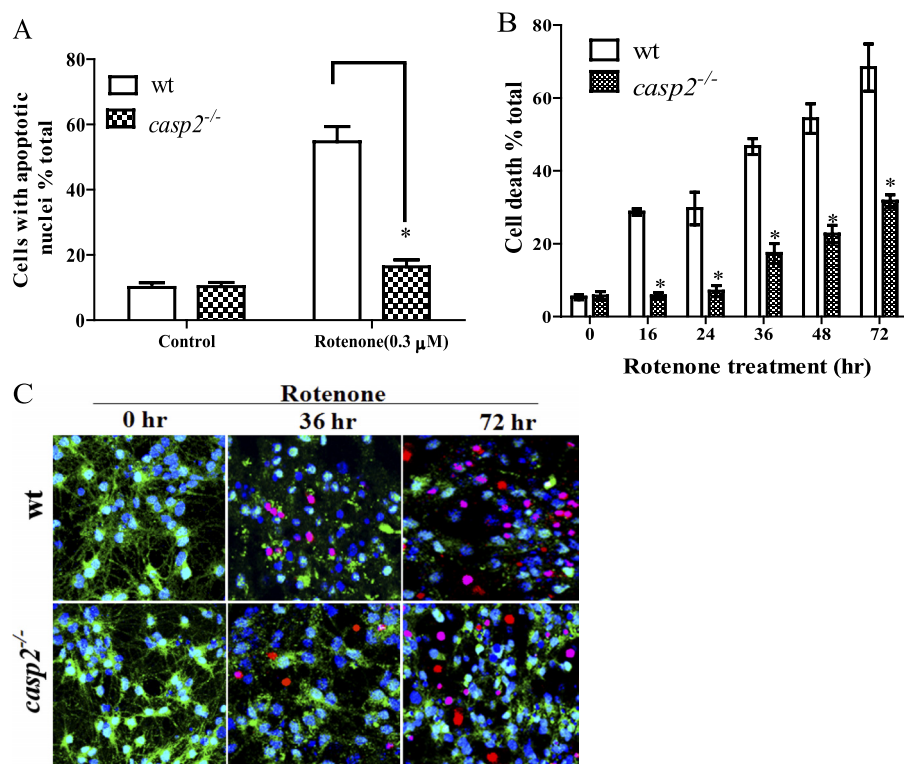 A
Cells with apoptotic
nuclei % total
80
60
40
20
0
wt
casp2-/-
*
Control
Rotenone(0.3 µM)
B
Cell death % total
80
60
40
20
0
wt
casp2-/-
*
*
*
*
*
0 16 24 36 48 72
Rotenone treatment (hr)
C
Rotenone
0 hr 36 hr 72 hr
wt
casp2-/-